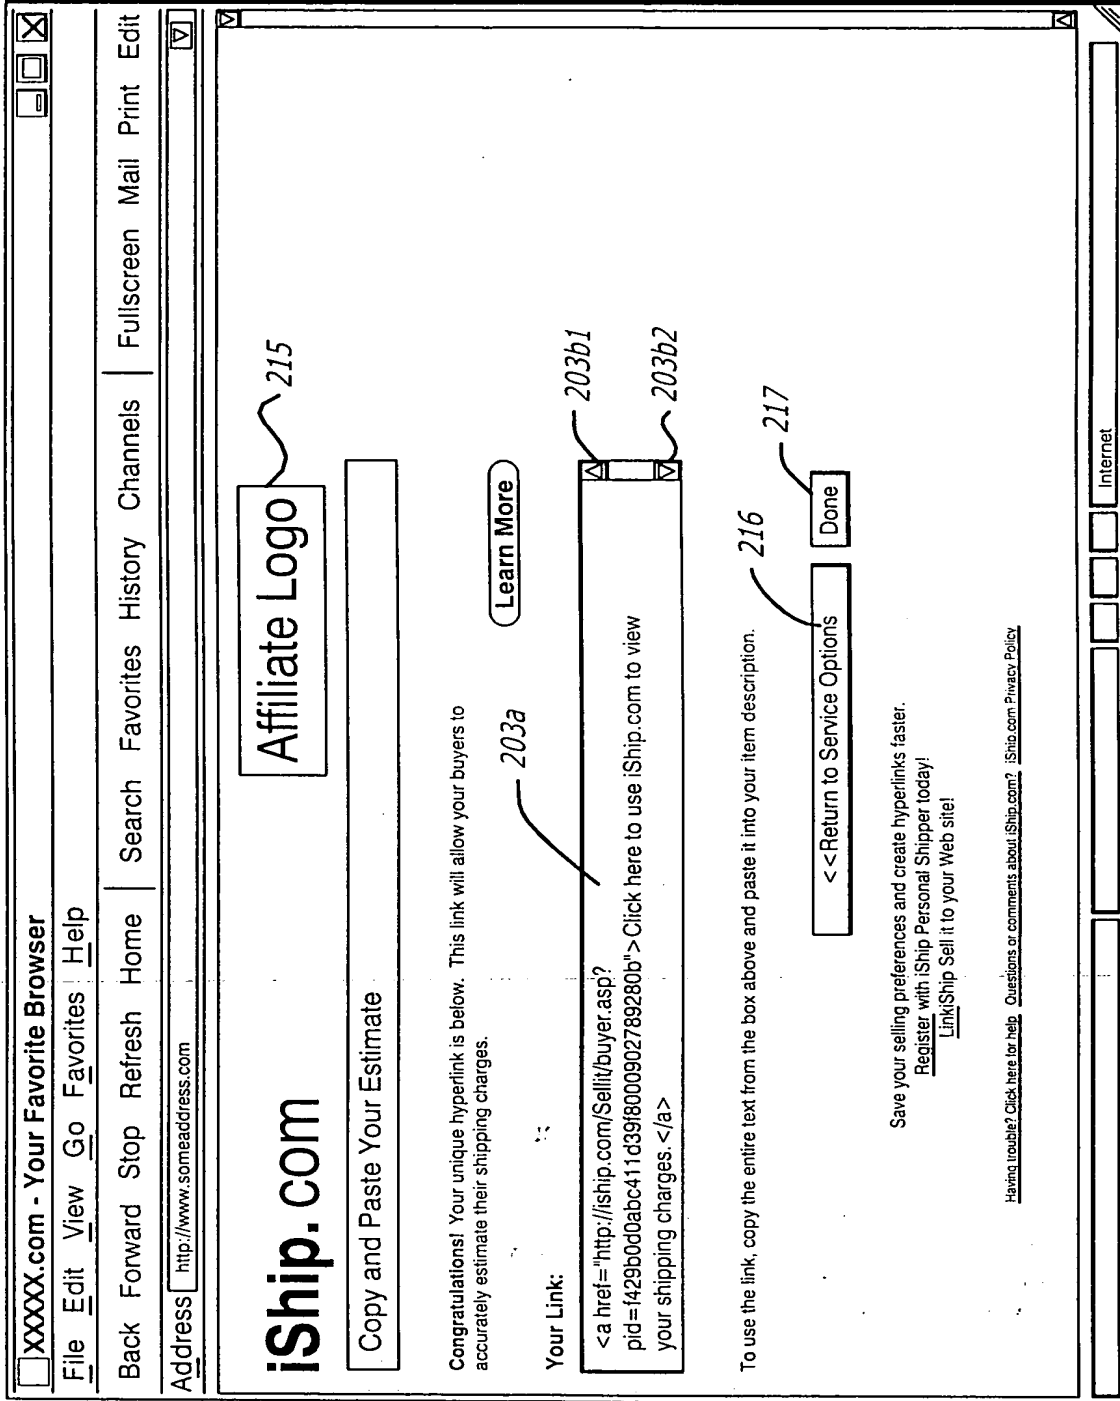 XXXXX.com - Your Favorite Browser
File Edit View Go Favorites Help
Back Forward Stop Refresh Home Search Favorites History Channels Fullscreen Mail Print Edit
Address http://www.someaddress.com
iShip.com
Affiliate Logo
215
Copy and Paste Your Estimate
Congratulations! Your unique hyperlink is below. This link will allow your buyers to
accurately estimate their shipping charges.
Learn More
Your Link:
203a
203b1
<a href="http://iship.com/Sellit/buyer.asp?
pid=f429b0d0abc411d39f8000902789280b">Click here to use iShip.com to view
your shipping charges.</a>
203b2
To use the link, copy the entire text from the box above and paste it into your item description.
216
217
<<Return to Service Options
Done
Save your selling preferences and create hyperlinks faster.
Register with iShip Personal Shipper today!
LinkiShip Sell it to your Web site!
Having trouble? Click here for help Questions or comments about iShip.com? iShip.com Privacy Policy
Internet